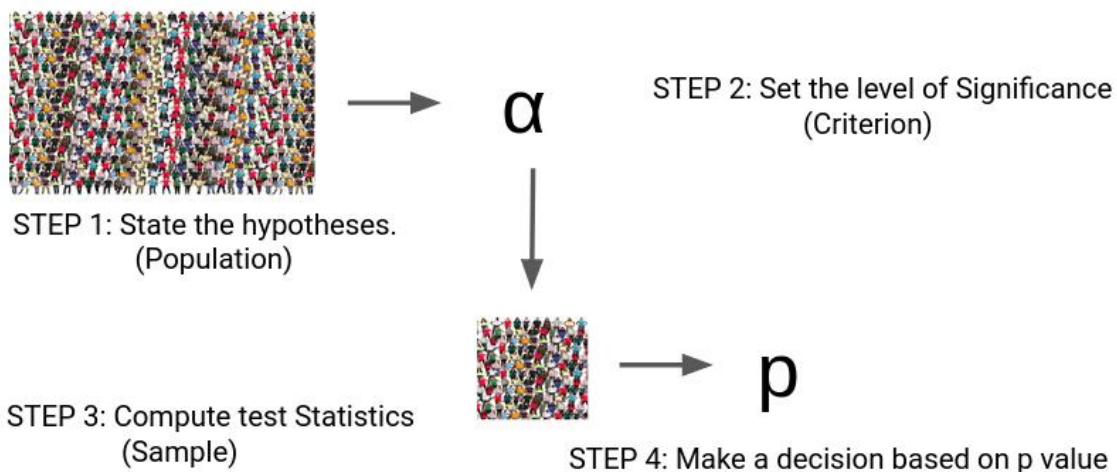 α
STEP 2: Set the level of Significance
(Criterion)
STEP 1: State the hypotheses.
(Population)
p
STEP 3: Compute test Statistics
(Sample)
STEP 4: Make a decision based on p value